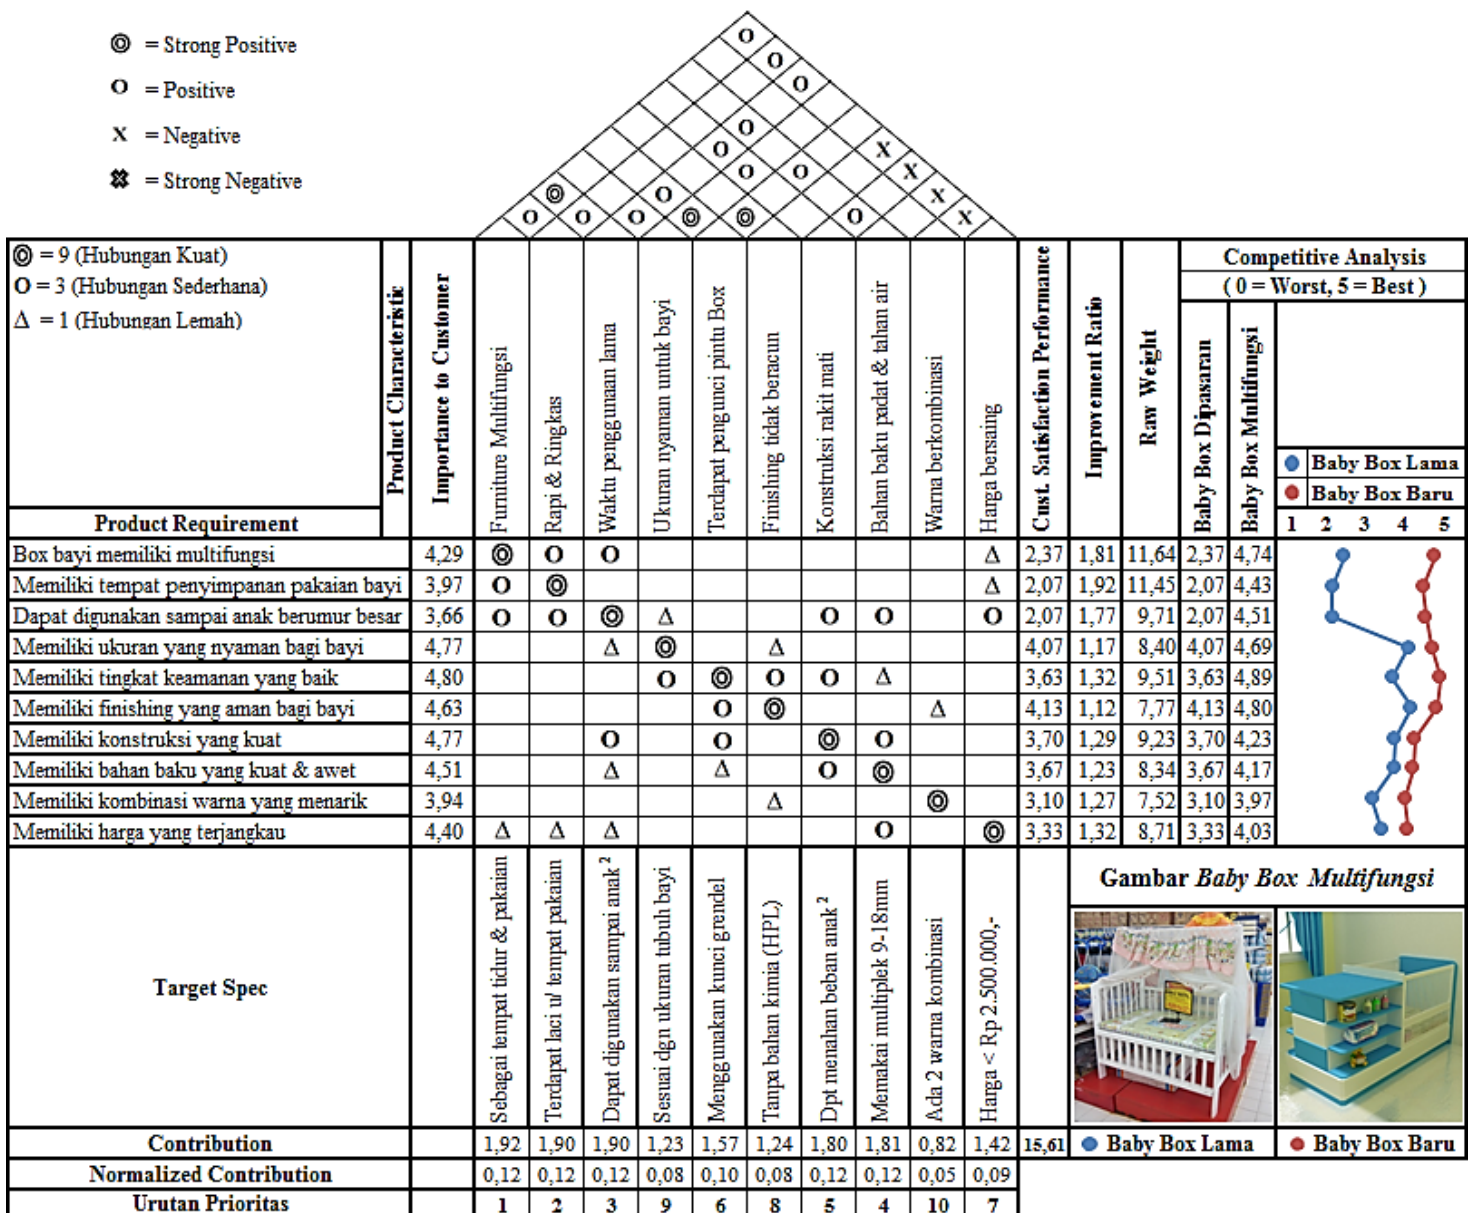 ◎ = Strong Positive
O = Positive
X = Negative
✖ = Strong Negative
◎ = 9 (Hubungan Kuat)
O = 3 (Hubungan Sederhana)
Δ = 1 (Hubungan Lemah)
Product Characteristic
Importance to Customer
Furniture Multifungsi
Rapi & Ringkas
Waktu penggunaan lama
Ukuran nyaman untuk bayi
Terdapat pengunci pintu Box
Finishing tidak beracun
Konstruksi rakit mati
Bahan baku padat & tahan air
Warna berkombinasi
Harga bersaing
Cust. Satisfaction Performance
Improvement Ratio
Raw Weight
Competitive Analysis
( 0 = Worst, 5 = Best )
Baby Box Dipasaran
Baby Box Multifungsi
Baby Box Lama
Baby Box Baru
Product Requirement
1 2 3 4 5
Box bayi memiliki multifungsi 4,29 ◎ O O Δ 2,37 1,81 11,64 2,37 4,74
Memiliki tempat penyimpanan pakaian bayi 3,97 O ◎ Δ 2,07 1,92 11,45 2,07 4,43
Dapat digunakan sampai anak berumur besar 3,66 O O ◎ Δ O O O 2,07 1,77 9,71 2,07 4,51
Memiliki ukuran yang nyaman bagi bayi 4,77 Δ ◎ Δ 4,07 1,17 8,40 4,07 4,69
Memiliki tingkat keamanan yang baik 4,80 O ◎ O O Δ 3,63 1,32 9,51 3,63 4,89
Memiliki finishing yang aman bagi bayi 4,63 O ◎ Δ 4,13 1,12 7,77 4,13 4,80
Memiliki konstruksi yang kuat 4,77 O O ◎ O 3,70 1,29 9,23 3,70 4,23
Memiliki bahan baku yang kuat & awet 4,51 Δ Δ O ◎ 3,67 1,23 8,34 3,67 4,17
Memiliki kombinasi warna yang menarik 3,94 Δ ◎ 3,10 1,27 7,52 3,10 3,97
Memiliki harga yang terjangkau 4,40 Δ Δ Δ O ◎ 3,33 1,32 8,71 3,33 4,03
Target Spec
Sebagai tempat tidur & pakaian
Terdapat laci u/ tempat pakaian
Dapat digunakan sampai anak ²
Sesuai dgn ukuran tubuh bayi
Menggunakan kunci grendel
Tanpa bahan kimia (HPL)
Dpt menahan beban anak ²
Memakai multiplek 9-18mm
Ada 2 warna kombinasi
Harga < Rp 2.500.000,-
Gambar Baby Box Multifungsi
Contribution 1,92 1,90 1,90 1,23 1,57 1,24 1,80 1,81 0,82 1,42 15,61 Baby Box Lama Baby Box Baru
Normalized Contribution 0,12 0,12 0,12 0,08 0,10 0,08 0,12 0,12 0,05 0,09
Urutan Prioritas 1 2 3 9 6 8 5 4 10 7